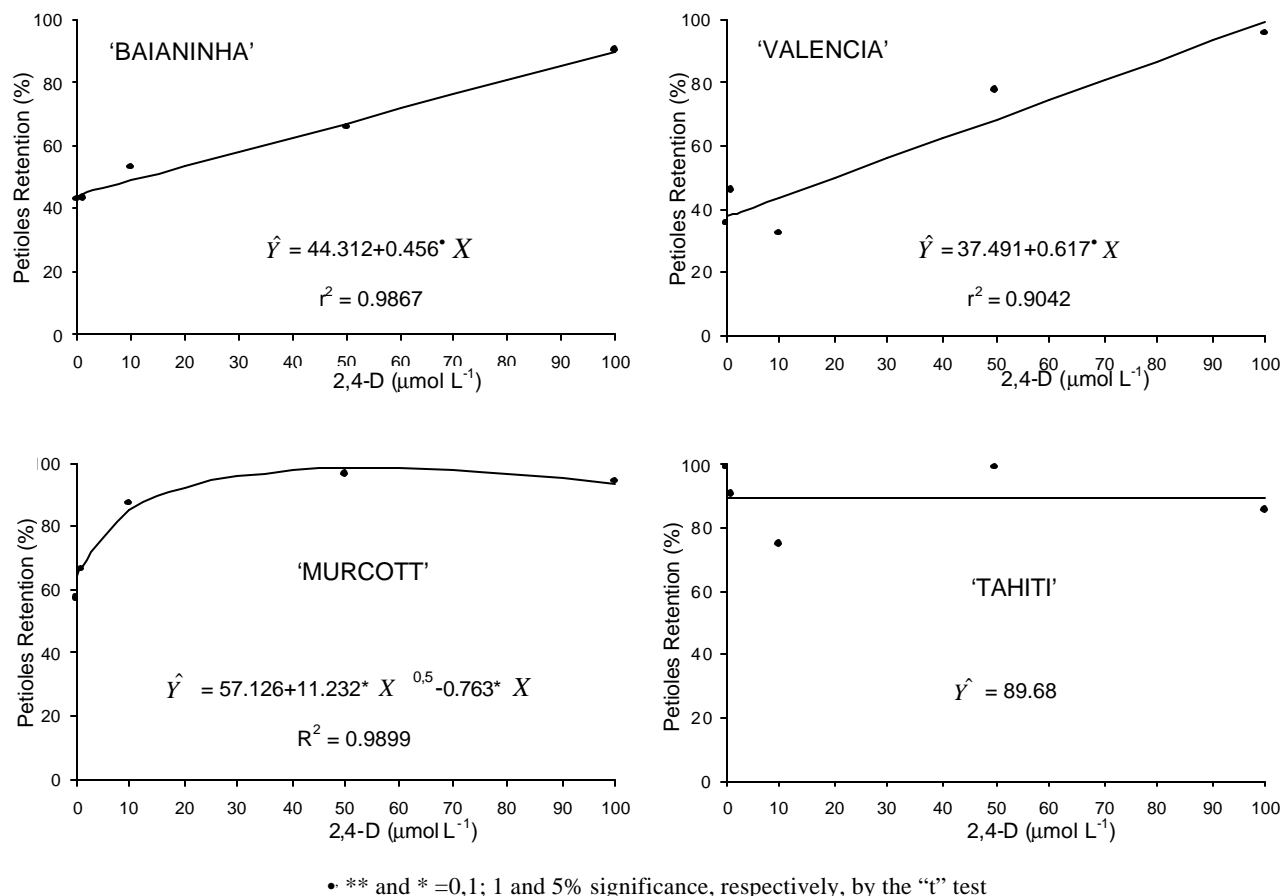 ‘BAIANINHA’
Petioles Retention (%)
100
80
60
40
20
0
Ŷ = 44.312+0.456• X
r² = 0.9867
0 10 20 30 40 50 60 70 80 90 100
2,4-D (μmol L⁻¹)
‘VALENCIA’
Petioles Retention (%)
100
80
60
40
20
0
Ŷ = 37.491+0.617• X
r² = 0.9042
0 10 20 30 40 50 60 70 80 90 100
2,4-D (μmol L⁻¹)
‘MURCOTT’
Petioles Retention (%)
00
80
60
40
20
0
Ŷ = 57.126+11.232* X 0,5-0.763* X
R² = 0.9899
0 10 20 30 40 50 60 70 80 90 100
2,4-D (μmol L⁻¹)
‘TAHITI’
Petioles Retention (%)
100
80
60
40
20
0
Ŷ = 89.68
0 10 20 30 40 50 60 70 80 90 100
2,4-D (μmol L⁻¹)
• ** and * =0,1; 1 and 5% significance, respectively, by the “t” test